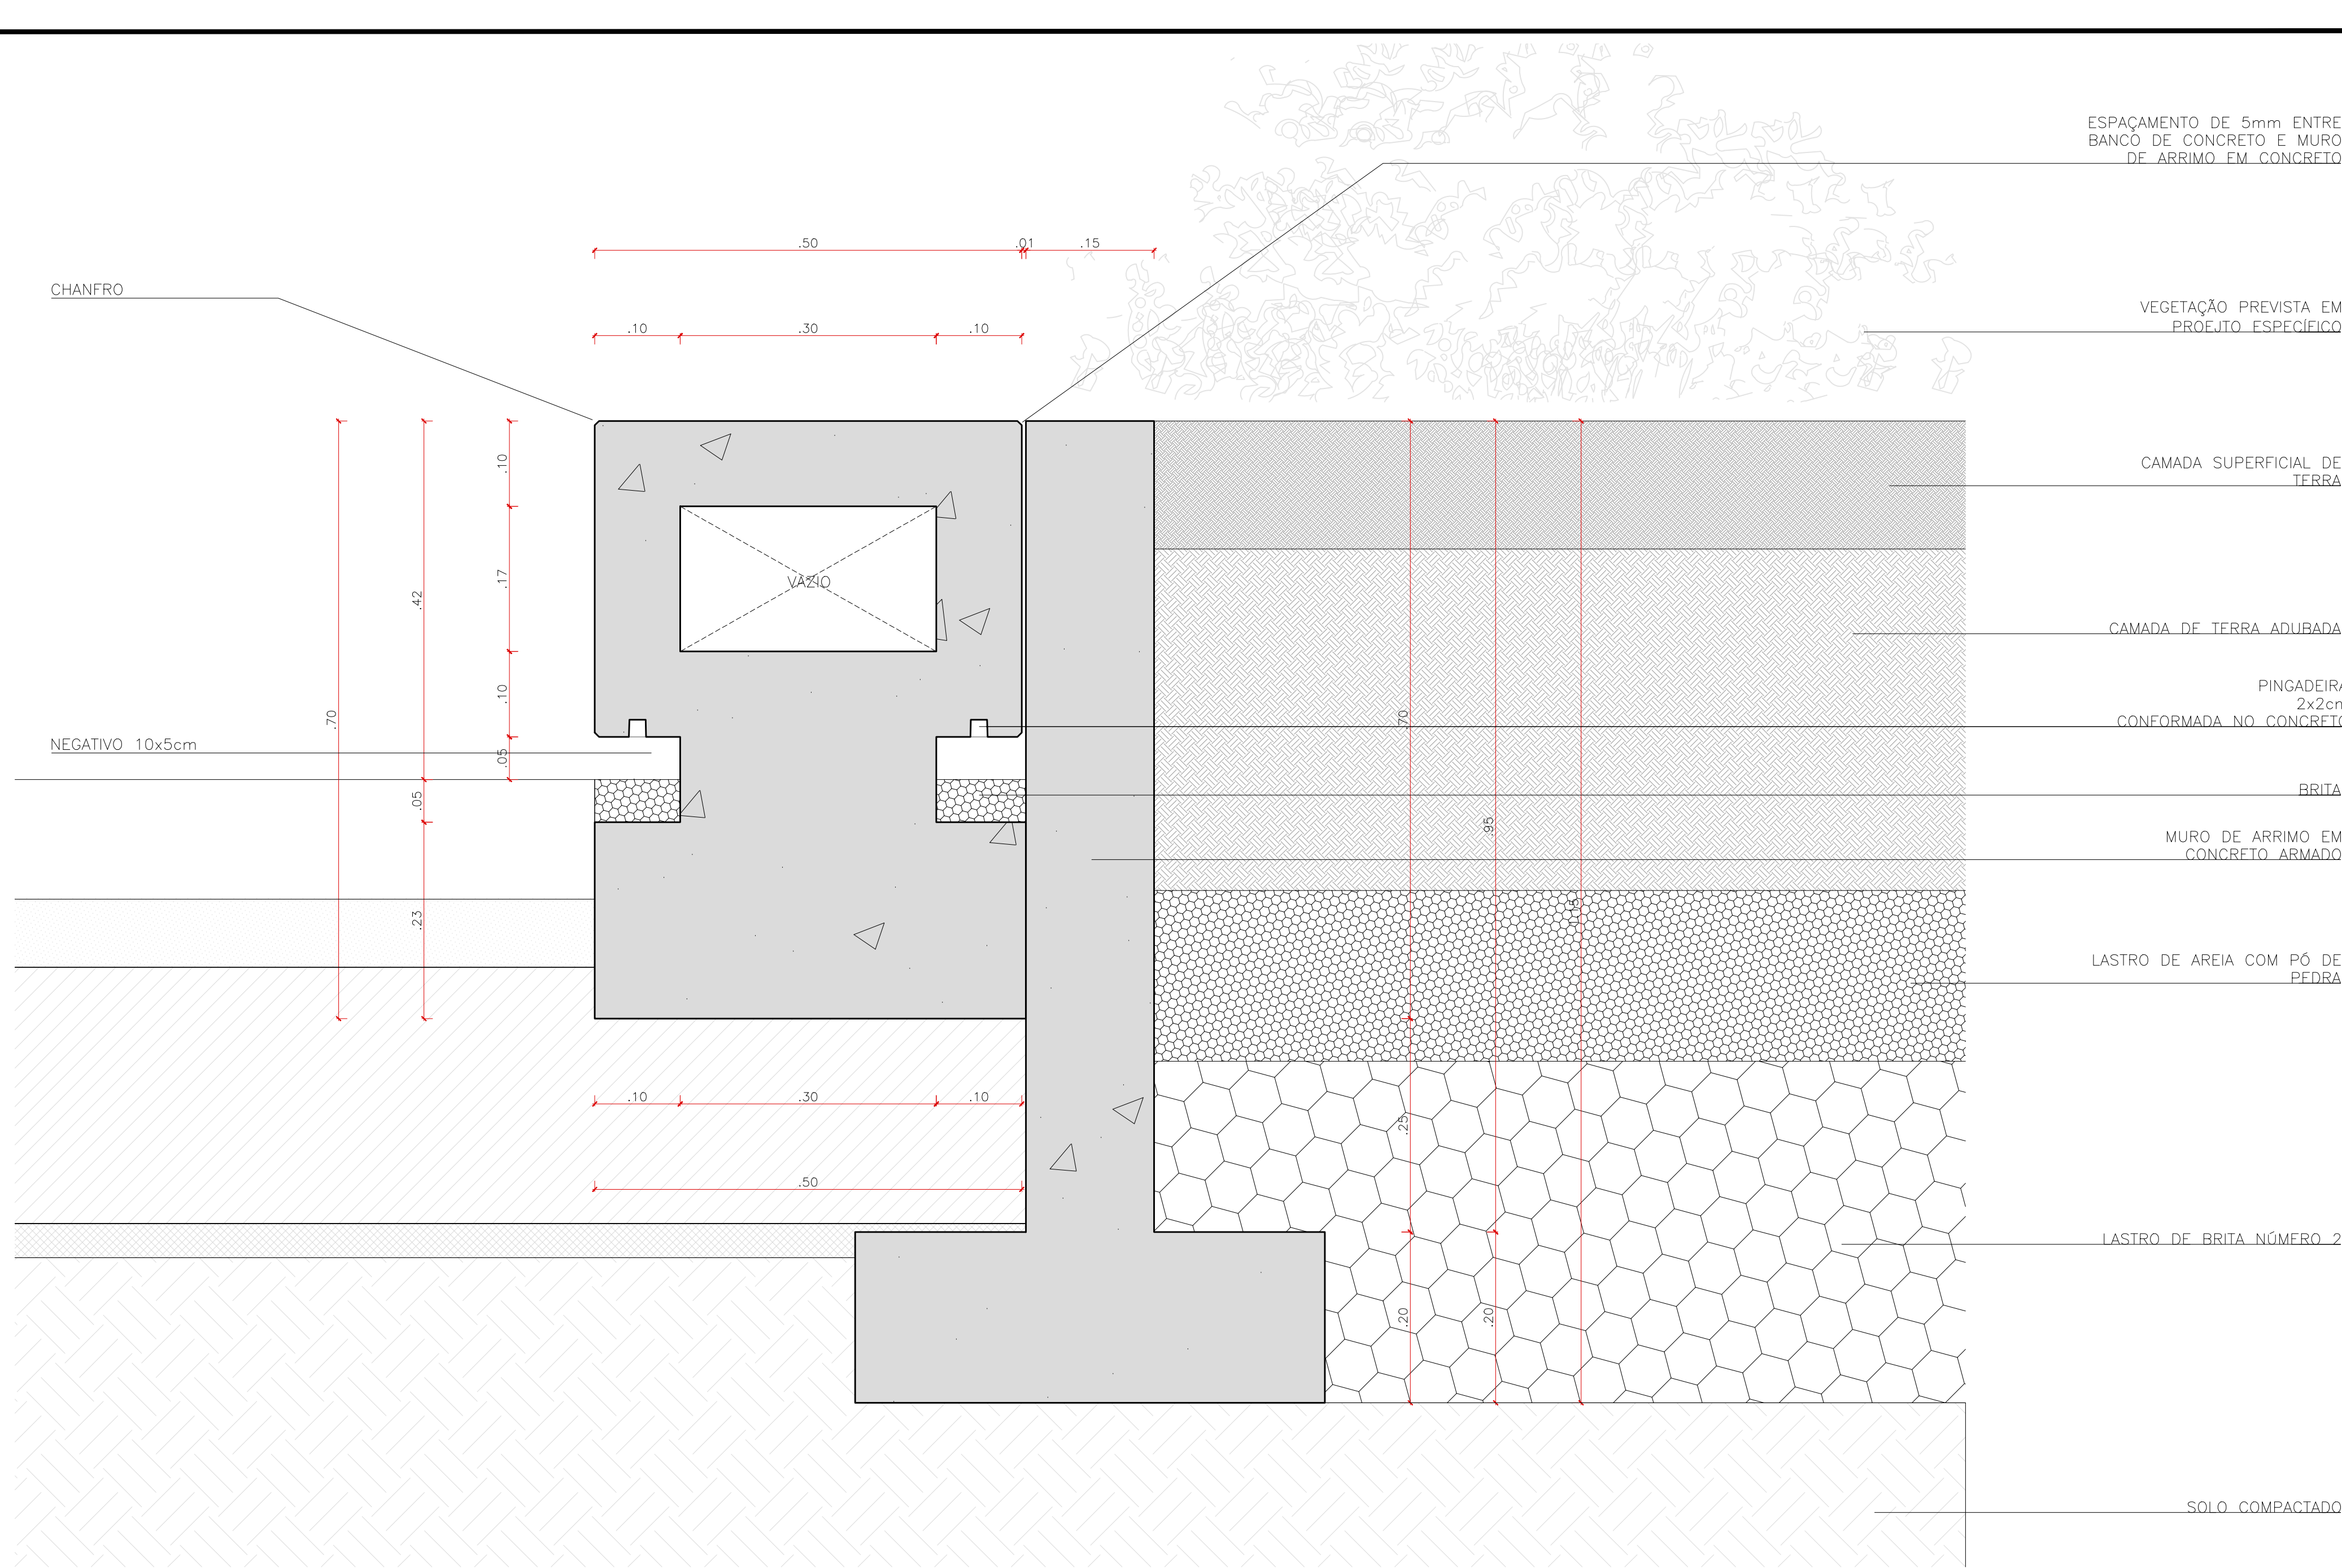 ESPAÇAMENTO DE 5mm ENTRE
BANCO DE CONCRETO E MURO
DE ARRIMO EM CONCRETO
.50
.01
.15
CHANFRO
VEGETAÇÃO PREVISTA EM
PROEJTO ESPECÍFICO
.10
.30
.10
CAMADA SUPERFICIAL DE
TERRA
.10
.17
.42
VAZIO
CAMADA DE TERRA ADUBADA
.10
.70
.70
PINGADEIRA
2x2cm
CONFORMADA NO CONCRETO
NEGATIVO 10x5cm
.05
.05
BRITA
.95
MURO DE ARRIMO EM
CONCRETO ARMADO
.23
1.15
LASTRO DE AREIA COM PÓ DE
PEDRA
.10
.30
.10
.25
.50
LASTRO DE BRITA NÚMERO 2
.20
.20
SOLO COMPACTADO